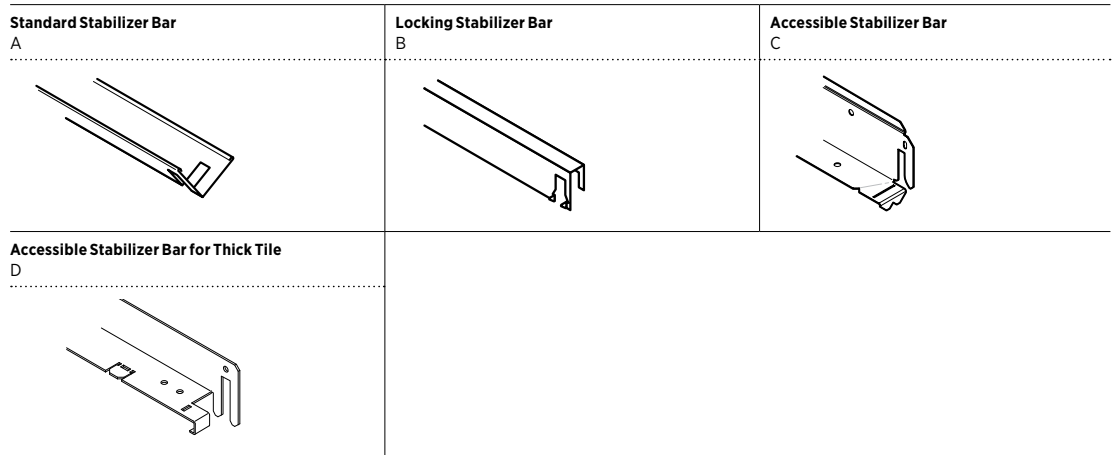 Standard Stabilizer Bar
A
Locking Stabilizer Bar
B
Accessible Stabilizer Bar
C
Accessible Stabilizer Bar for Thick Tile
D